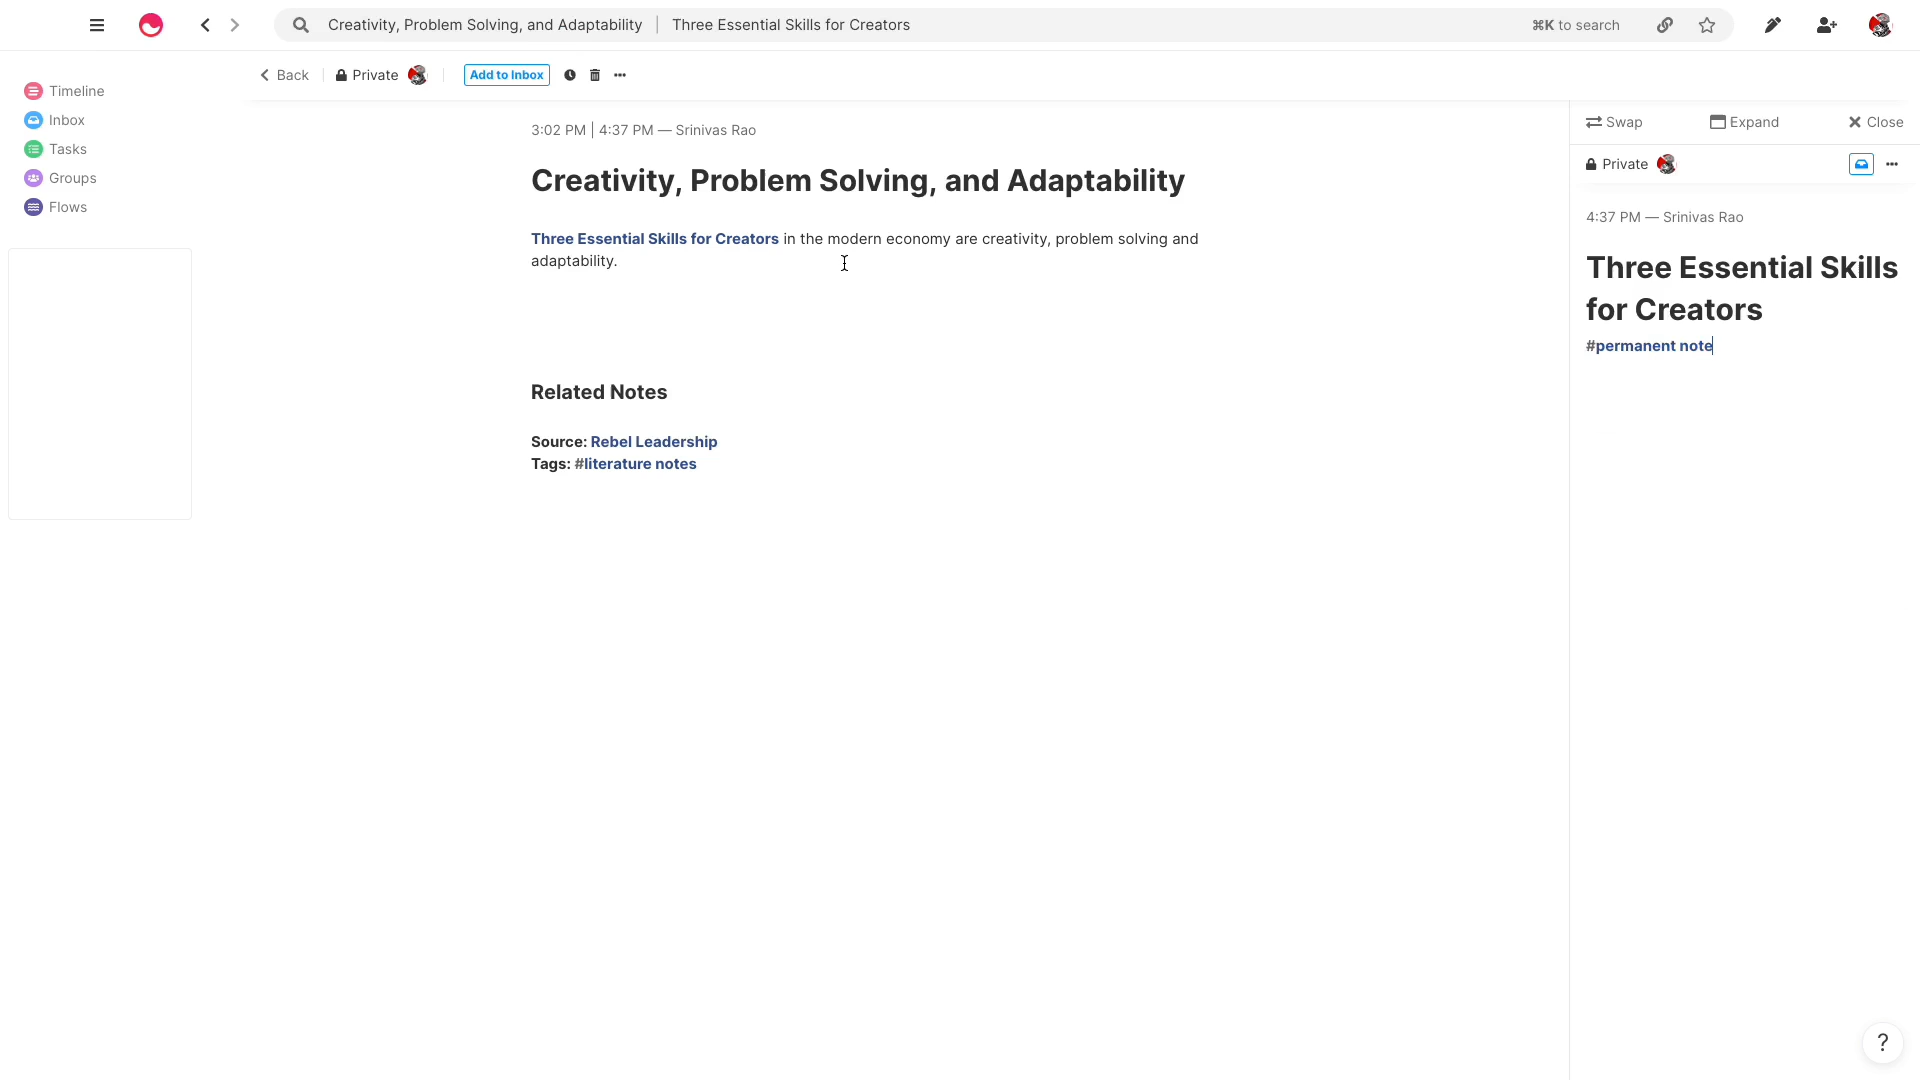 Creativity, Problem Solving, and Adaptability | Three Essential Skills for Creators
⌘K to search
Timeline
Inbox
Tasks
Groups
Flows
Back
Private
Add to Inbox
3:02 PM | 4:37 PM — Srinivas Rao
Creativity, Problem Solving, and Adaptability
Three Essential Skills for Creators in the modern economy are creativity, problem solving and
adaptability.
Related Notes
Source: Rebel Leadership
Tags: #literature notes
Swap
Expand
Close
Private
4:37 PM — Srinivas Rao
Three Essential Skills
for Creators
#permanent note
?